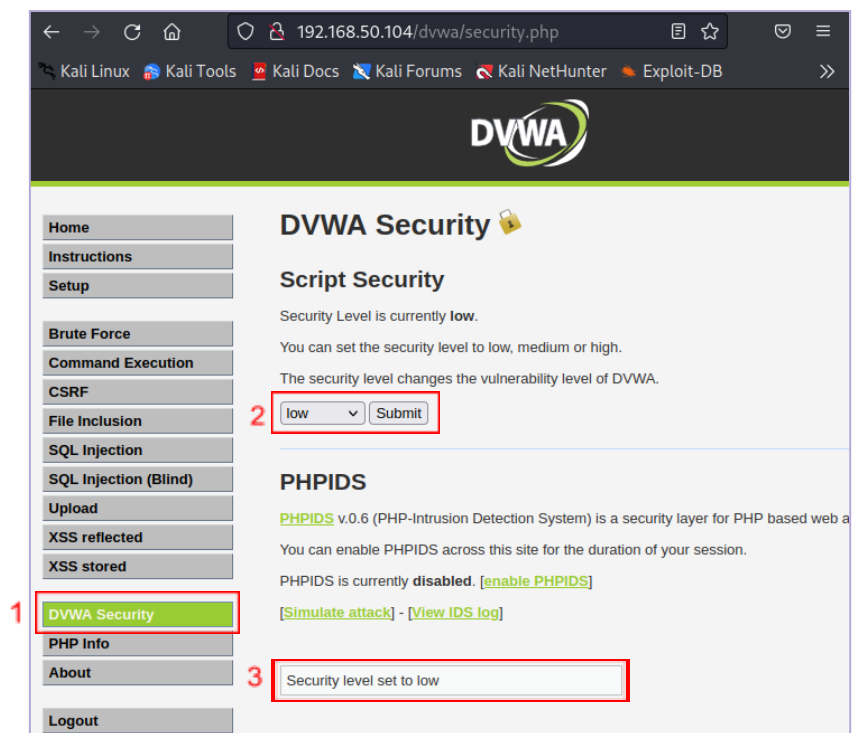 192.168.50.104/dvwa/security.php
Kali Linux Kali Tools Kali Docs Kali Forums Kali NetHunter Exploit-DB
DVWA
Home
Instructions
Setup
Brute Force
Command Execution
CSRF
File Inclusion
SQL Injection
SQL Injection (Blind)
Upload
XSS reflected
XSS stored
1
DVWA Security
PHP Info
About
Logout
DVWA Security
Script Security
Security Level is currently low.
You can set the security level to low, medium or high.
The security level changes the vulnerability level of DVWA.
2
low Submit
PHPIDS
PHPIDS v.0.6 (PHP-Intrusion Detection System) is a security layer for PHP based web a
You can enable PHPIDS across this site for the duration of your session.
PHPIDS is currently disabled. [enable PHPIDS]
[Simulate attack] - [View IDS log]
3
Security level set to low